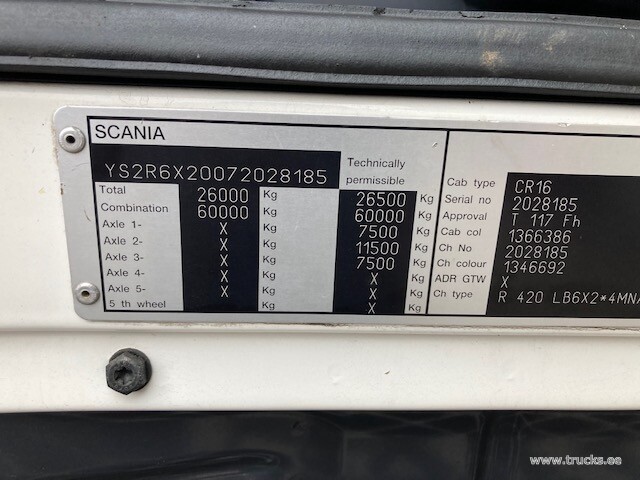 SCANIA
YS2R6X20072028185 Technically permissible
Total 26000 Kg 26500 Kg
Combination 60000 Kg 60000 Kg
Axle 1- X Kg 7500 Kg
Axle 2- X Kg 11500 Kg
Axle 3- X Kg 7500 Kg
Axle 4- X Kg X Kg
Axle 5- X Kg X Kg
5 th wheel Kg X Kg
Cab type CR16
Serial no 2028185
Approval T 117 Fh
Cab col 1366386
Ch No 2028185
Ch colour 1346692
ADR GTW X
Ch type R 420 LB6X2*4MNA
www.trucks.ee